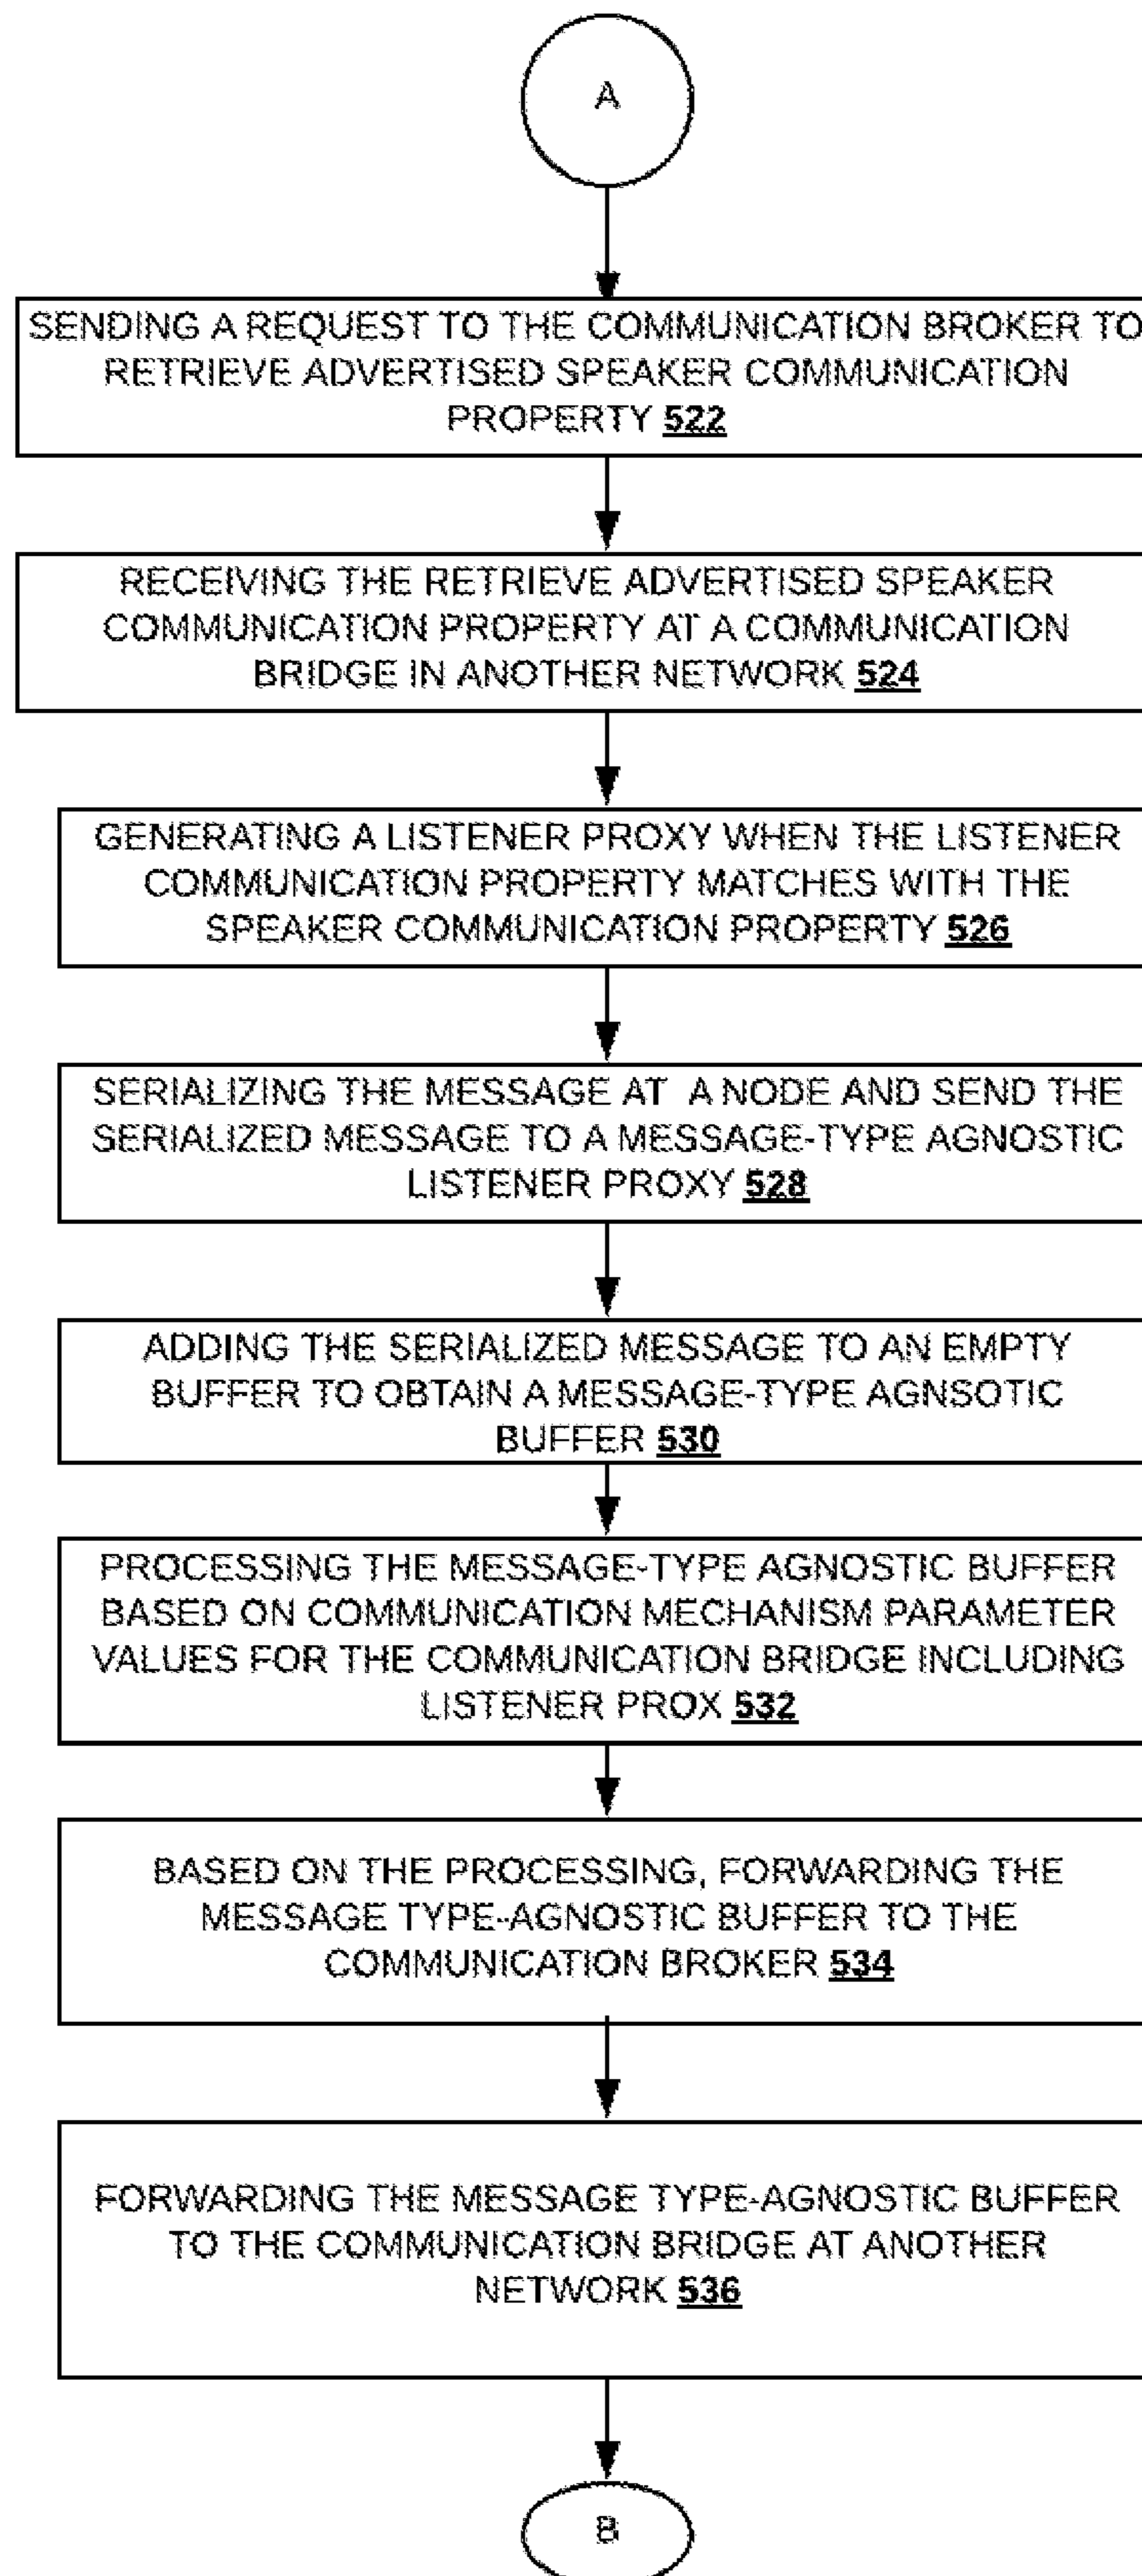 A
SENDING A REQUEST TO THE COMMUNICATION BROKER TO
RETRIEVE ADVERTISED SPEAKER COMMUNICATION
PROPERTY 522
RECEIVING THE RETRIEVE ADVERTISED SPEAKER
COMMUNICATION PROPERTY AT A COMMUNICATION
BRIDGE IN ANOTHER NETWORK 524
GENERATING A LISTENER PROXY WHEN THE LISTENER
COMMUNICATION PROPERTY MATCHES WITH THE
SPEAKER COMMUNICATION PROPERTY 526
SERIALIZING THE MESSAGE AT A NODE AND SEND THE
SERIALIZED MESSAGE TO A MESSAGE-TYPE AGNOSTIC
LISTENER PROXY 528
ADDING THE SERIALIZED MESSAGE TO AN EMPTY
BUFFER TO OBTAIN A MESSAGE-TYPE AGNSOTIC
BUFFER 530
PROCESSING THE MESSAGE-TYPE AGNOSTIC BUFFER
BASED ON COMMUNICATION MECHANISM PARAMETER
VALUES FOR THE COMMUNICATION BRIDGE INCLUDING
LISTENER PROX 532
BASED ON THE PROCESSING, FORWARDING THE
MESSAGE TYPE-AGNOSTIC BUFFER TO THE
COMMUNICATION BROKER 534
FORWARDING THE MESSAGE TYPE-AGNOSTIC BUFFER
TO THE COMMUNICATION BRIDGE AT ANOTHER
NETWORK 536
B